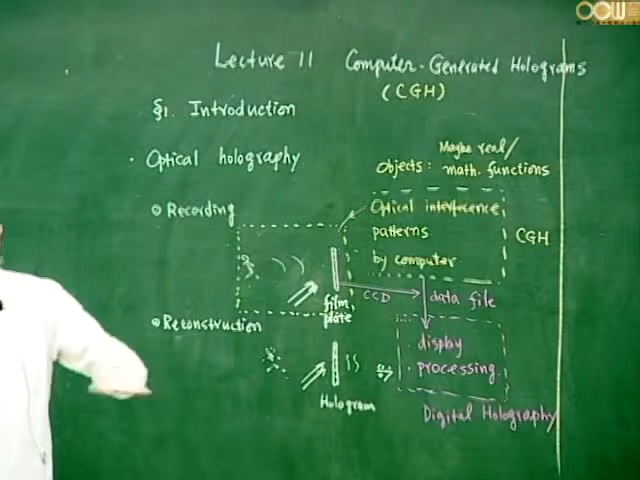 OCW
Lecture 11 Computer-Generated Holograms
(CGH)
§1. Introduction
· Optical holography
Maybe real/
Objects: math. functions
Recording
Optical interference
patterns
by computer
CGH
film
plate
CCD
data file
Reconstruction
display
processing
Hologram
Digital Holography